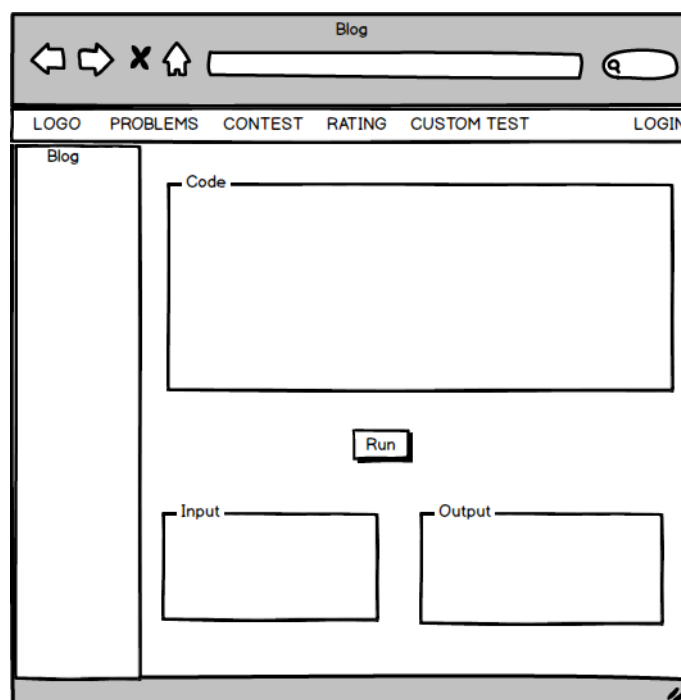 Blog
LOGO PROBLEMS CONTEST RATING CUSTOM TEST LOGIN
Blog
Code
Run
Input Output